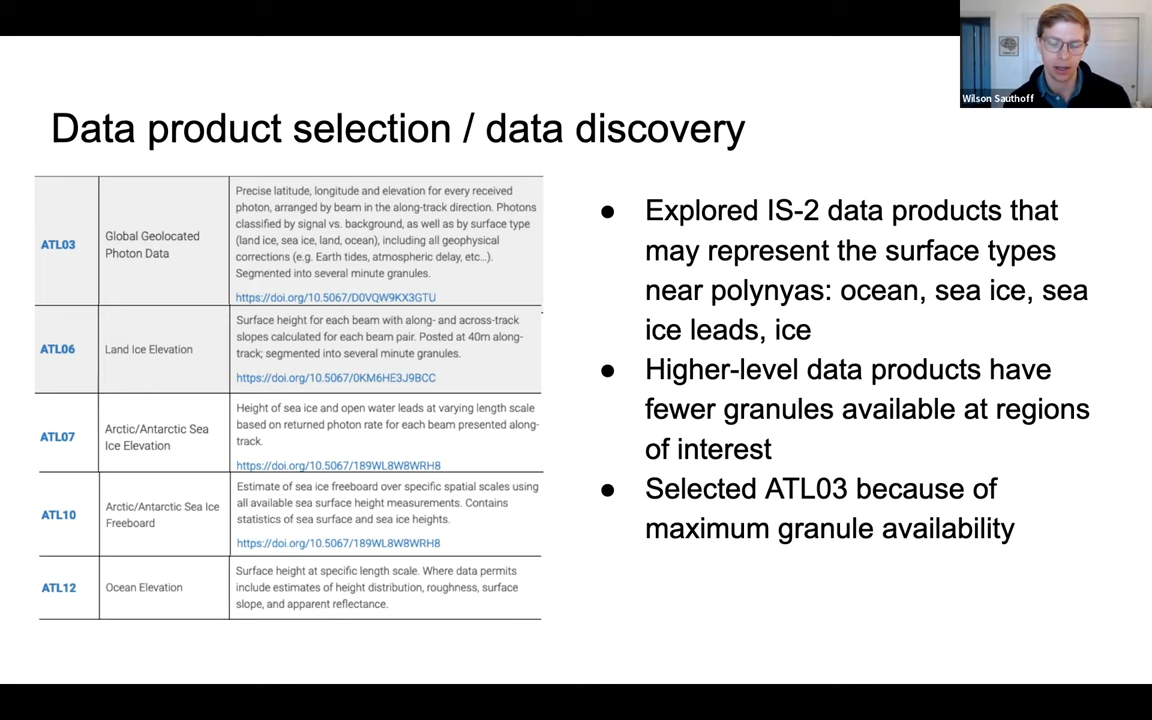 Wilson Sauthoff
Data product selection / data discovery
ATL03
Global Geolocated
Photon Data
Precise latitude, longitude and elevation for every received
photon, arranged by beam in the along-track direction. Photons
classified by signal vs. background, as well as by surface type
(land ice, sea ice, land, ocean), including all geophysical
corrections (e.g. Earth tides, atmospheric delay, etc...).
Segmented into several minute granules.
https://doi.org/10.5067/D0VQW9KX3GTU
ATL06
Land Ice Elevation
Surface height for each beam with along- and across-track
slopes calculated for each beam pair. Posted at 40m along-
track; segmented into several minute granules.
https://doi.org/10.5067/0KM6HE3J9BCC
ATL07
Arctic/Antarctic Sea
Ice Elevation
Height of sea ice and open water leads at varying length scale
based on returned photon rate for each beam presented along-
track.
https://doi.org/10.5067/189WL8W8WRH8
ATL10
Arctic/Antarctic Sea Ice
Freeboard
Estimate of sea ice freeboard over specific spatial scales using
all available sea surface height measurements. Contains
statistics of sea surface and sea ice heights.
https://doi.org/10.5067/189WL8W8WRH8
ATL12
Ocean Elevation
Surface height at specific length scale. Where data permits
include estimates of height distribution, roughness, surface
slope, and apparent reflectance.
● Explored IS-2 data products that
may represent the surface types
near polynyas: ocean, sea ice, sea
ice leads, ice
● Higher-level data products have
fewer granules available at regions
of interest
● Selected ATL03 because of
maximum granule availability